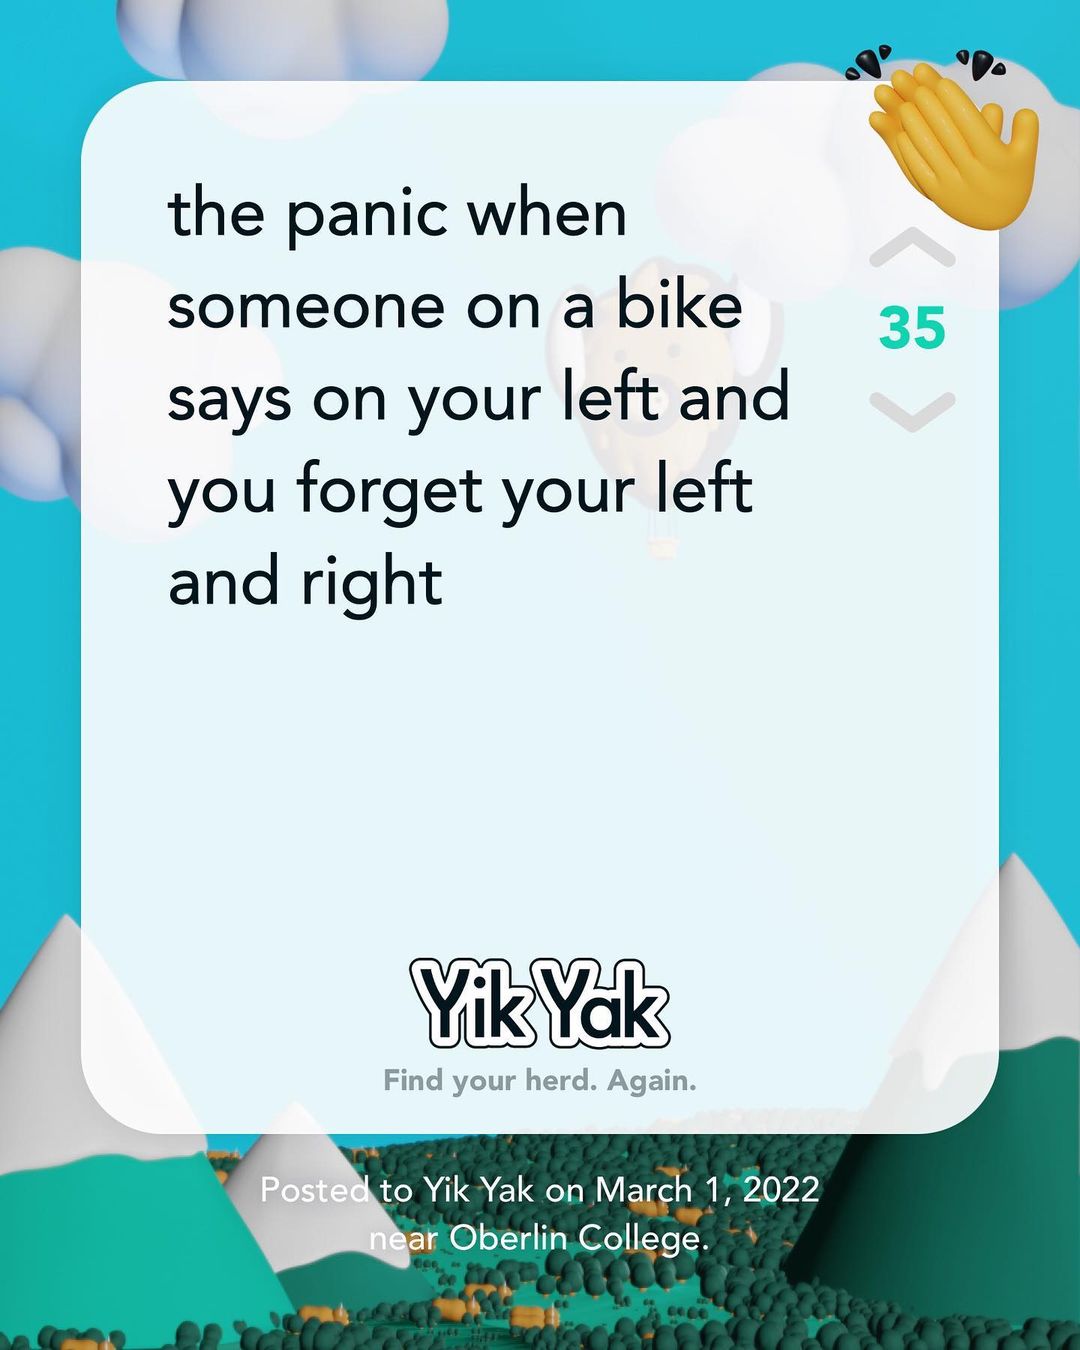 the panic when
someone on a bike
says on your left and
you forget your left
and right
35
Yik Yak
Find your herd. Again.
Posted to Yik Yak on March 1, 2022
near Oberlin College.